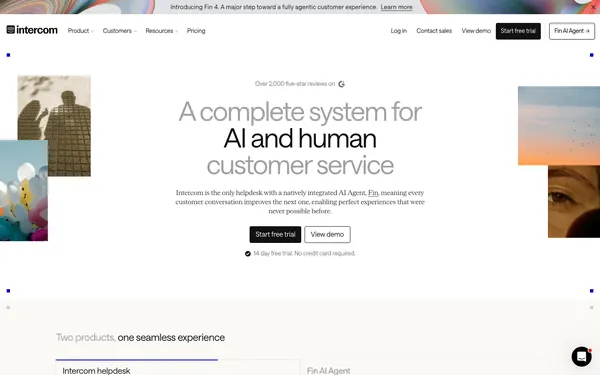 Introducing Fin 4. A major step toward a fully agentic customer experience. Learn more
intercom
Product
Customers
Resources
Pricing
Log in
Contact sales
View demo
Start free trial
Fin AI Agent →
Over 2,000 five-star reviews on
A complete system for
AI and human
customer service
Intercom is the only helpdesk with a natively integrated AI Agent, Fin, meaning every
customer conversation improves the next one, enabling perfect experiences that were
never possible before.
Start free trial
View demo
14 day free trial. No credit card required.
Two products, one seamless experience
Intercom helpdesk
Fin AI Agent